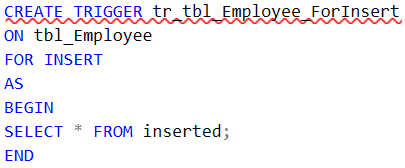 CREATE TRIGGER tr_tbl_Employee_ForInsert
ON tbl_Employee
FOR INSERT
AS
BEGIN
SELECT * FROM inserted;
END